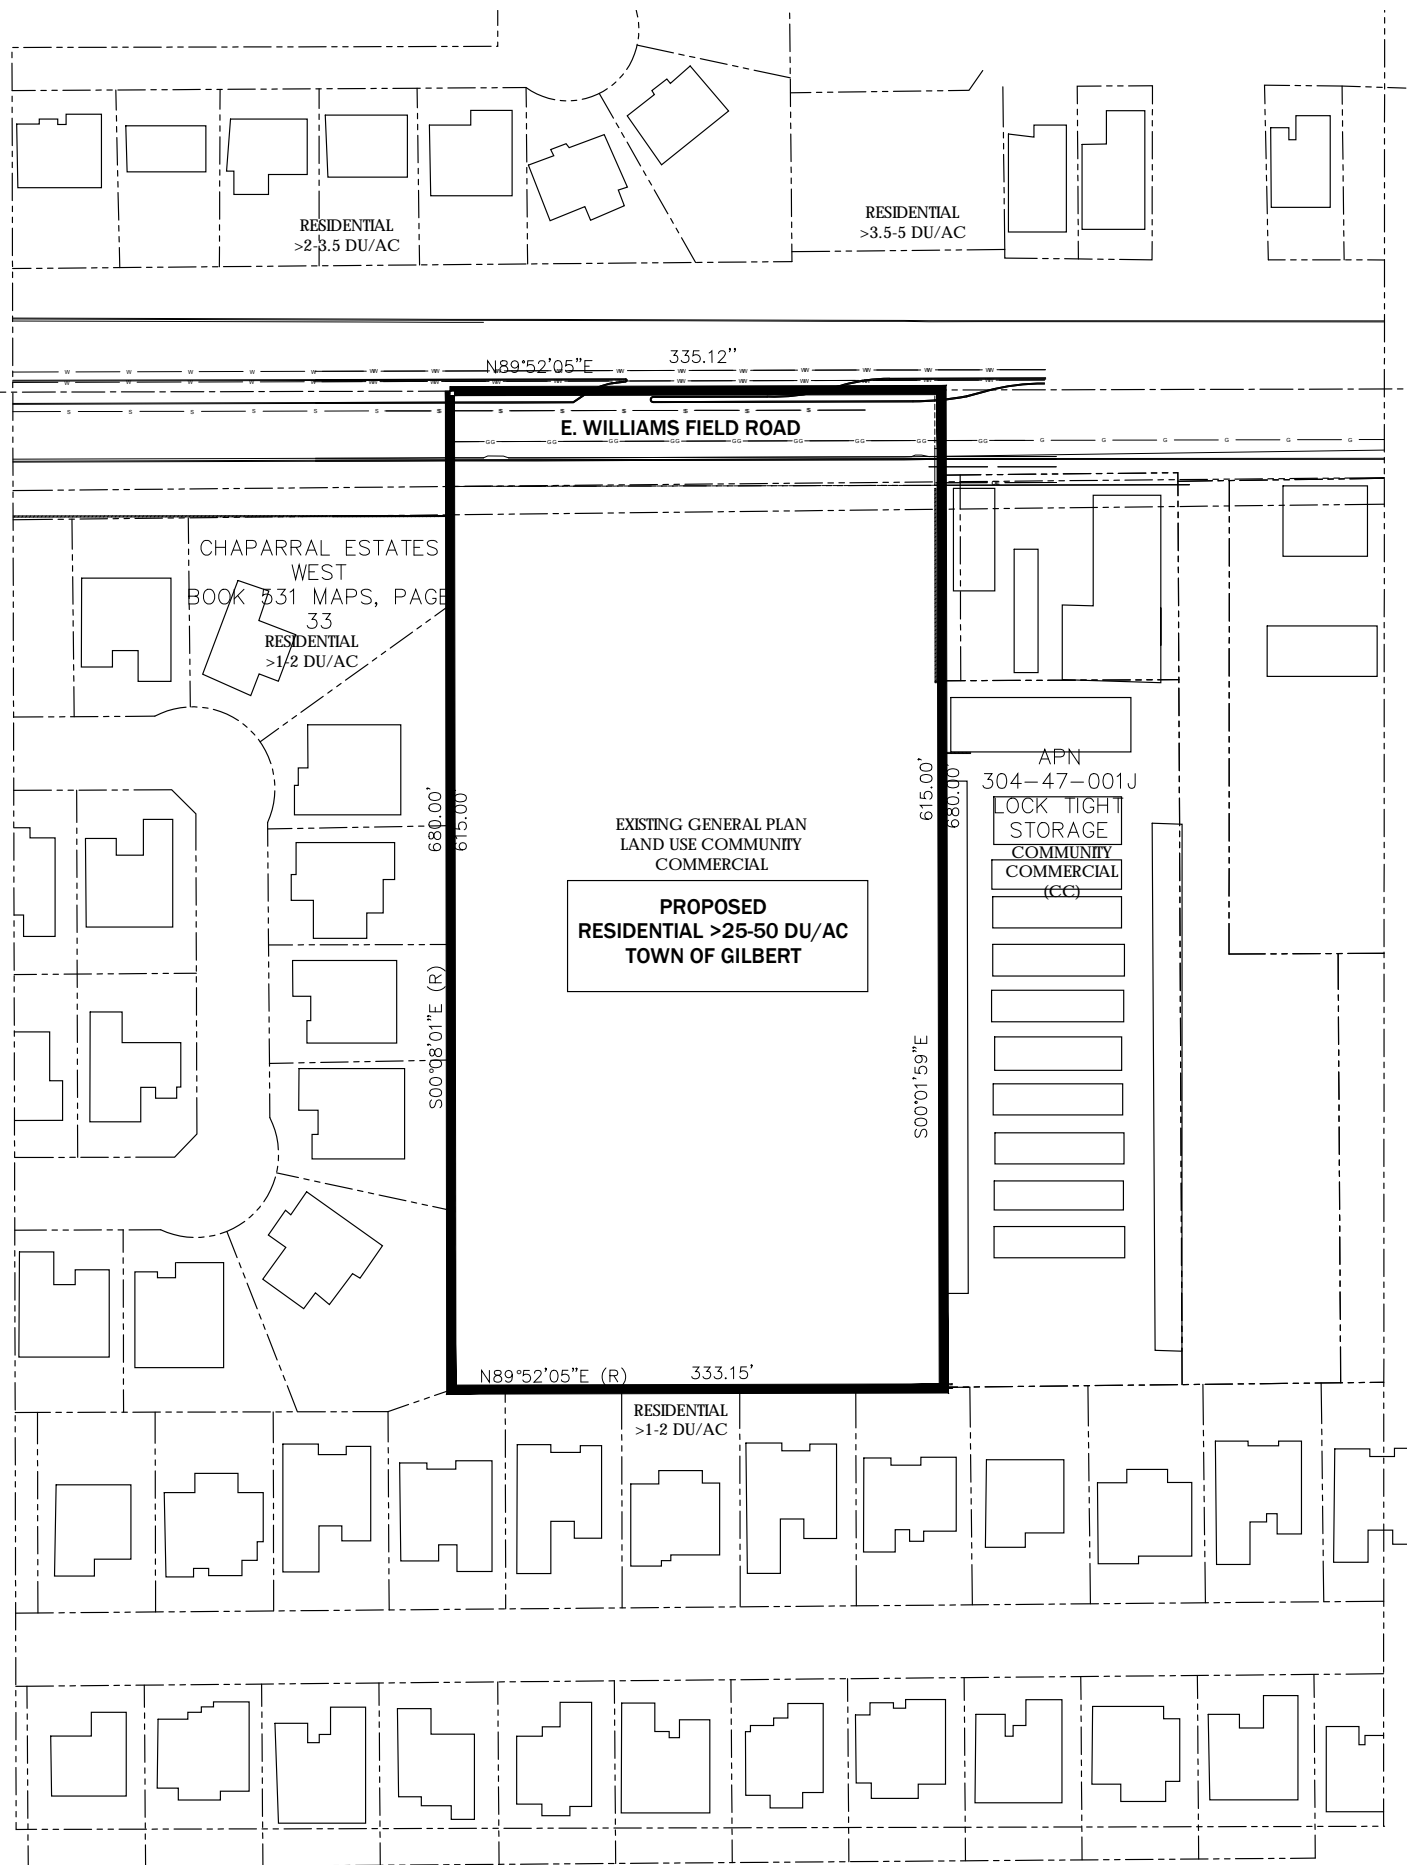 RESIDENTIAL
>2-3.5 DU/AC
RESIDENTIAL
>3.5-5 DU/AC
N89°52'05"E
335.12''
E. WILLIAMS FIELD ROAD
CHAPARRAL ESTATES
WEST
BOOK 531 MAPS, PAGE
33
RESIDENTIAL
>1-2 DU/AC
680.00'
615.00'
S00°08'01"E (R)
EXISTING GENERAL PLAN
LAND USE COMMUNITY
COMMERCIAL
PROPOSED
RESIDENTIAL >25-50 DU/AC
TOWN OF GILBERT
615.00'
680.00'
S00°01'59"E
APN
304-47-001J
LOCK TIGHT
STORAGE
COMMUNITY
COMMERCIAL
(CC)
N89°52'05"E (R)
333.15'
RESIDENTIAL
>1-2 DU/AC